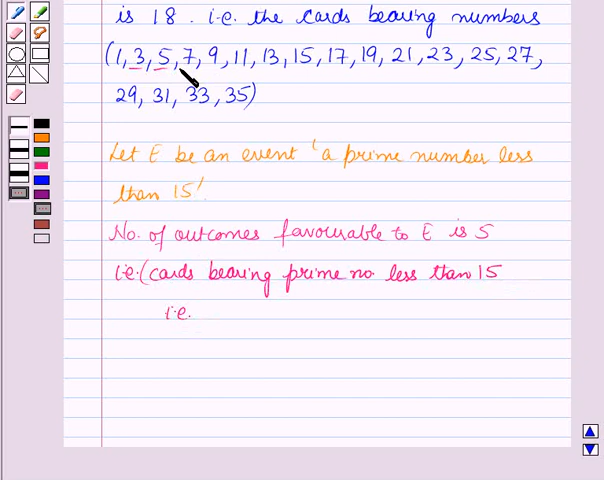 is 18. i.e. the cards bearing numbers
(1, 3, 5, 7, 9, 11, 13, 15, 17, 19, 21, 23, 25, 27,
29, 31, 33, 35)
Let E be an event 'a prime number less
than 15'.
No. of outcomes favourable to E is 5
i.e. (cards bearing prime no. less than 15
i.e.